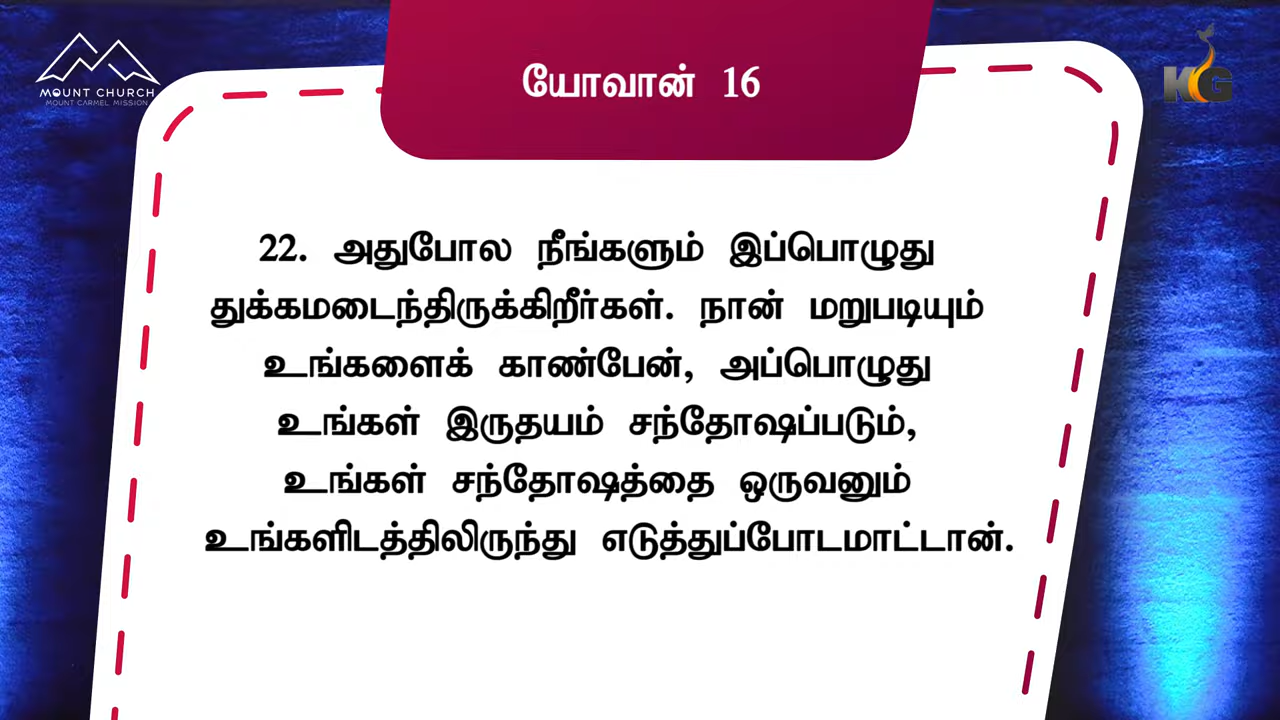 MOUNT CHURCH
MOUNT CARMEL MISSION
யோவான் 16
KG
22. அதுபோல நீங்களும் இப்பொழுது
துக்கமடைந்திருக்கிறீர்கள். நான் மறுபடியும்
உங்களைக் காண்பேன், அப்பொழுது
உங்கள் இருதயம் சந்தோஷப்படும்,
உங்கள் சந்தோஷத்தை ஒருவனும்
உங்களிடத்திலிருந்து எடுத்துப்போடமாட்டான்.